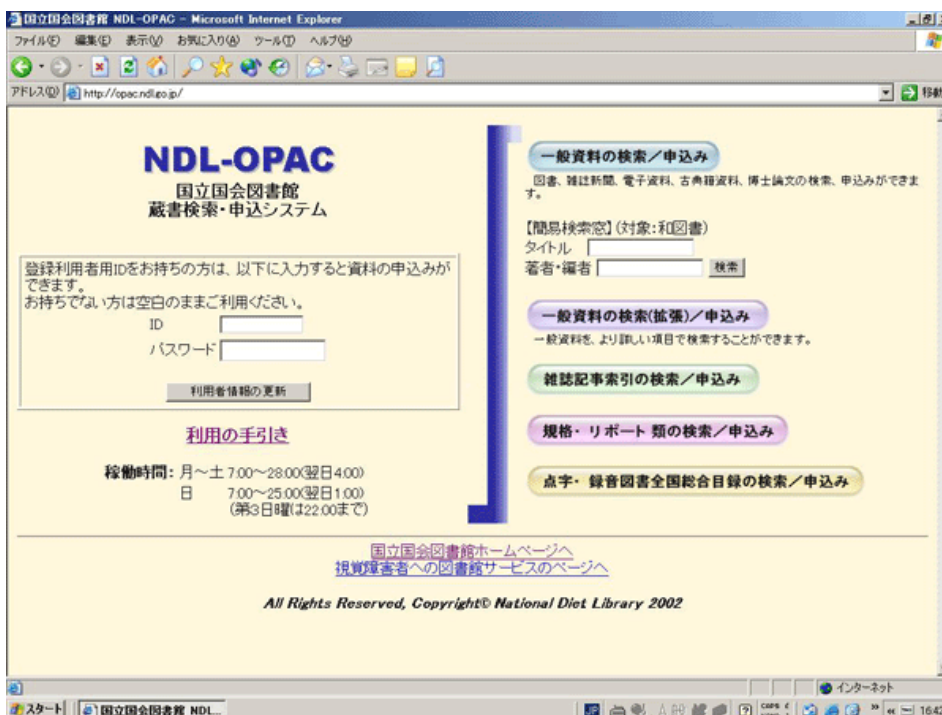 国立国会図書館 NDL-OPAC - Microsoft Internet Explorer
ファイル(F) 編集(E) 表示(V) お気に入り(A) ツール(T) ヘルプ(H)
アドレス(D) http://opac.ndl.go.jp/ 移動
NDL-OPAC
国立国会図書館
蔵書検索・申込システム
登録利用者用IDをお持ちの方は、以下に入力すると資料の申込みが
できます。
お持ちでない方は空白のままご利用ください。
ID
パスワード
利用者情報の更新
利用の手引き
稼働時間：月～土 7:00～28:00(翌日4:00)
日 7:00～25:00(翌日1:00)
(第3日曜は22:00まで)
一般資料の検索／申込み
図書、雑誌新聞、電子資料、古典籍資料、博士論文の検索、申込みができま
す。
【簡易検索窓】(対象：和図書)
タイトル
著者・編者 検索
一般資料の検索(拡張)／申込み
一般資料を、より詳しい項目で検索することができます。
雑誌記事索引の検索／申込み
規格・リポート類の検索／申込み
点字・録音図書全国総合目録の検索／申込み
国立国会図書館ホームページへ
視覚障害者への図書館サービスのページへ
All Rights Reserved, Copyright© National Diet Library 2002
インターネット
スタート 国立国会図書館 NDL... JP CAPS 16:42